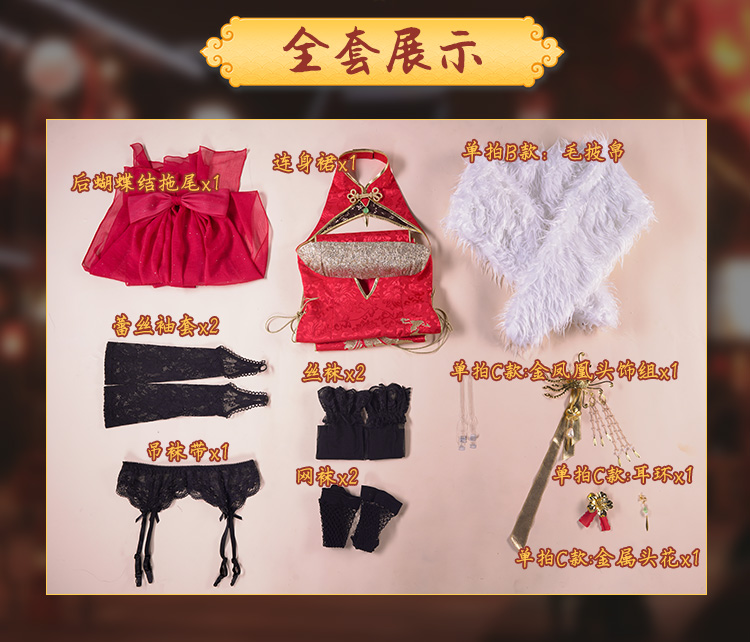 全套展示
后蝴蝶结拖尾x1
连身裙x1
单拍B款：毛披帛
蕾丝袖套x2
丝袜x2
单拍C款:金凤凰头饰组x1
吊袜带x1
网袜x2
单拍C款:耳环x1
单拍C款:金属头花x1